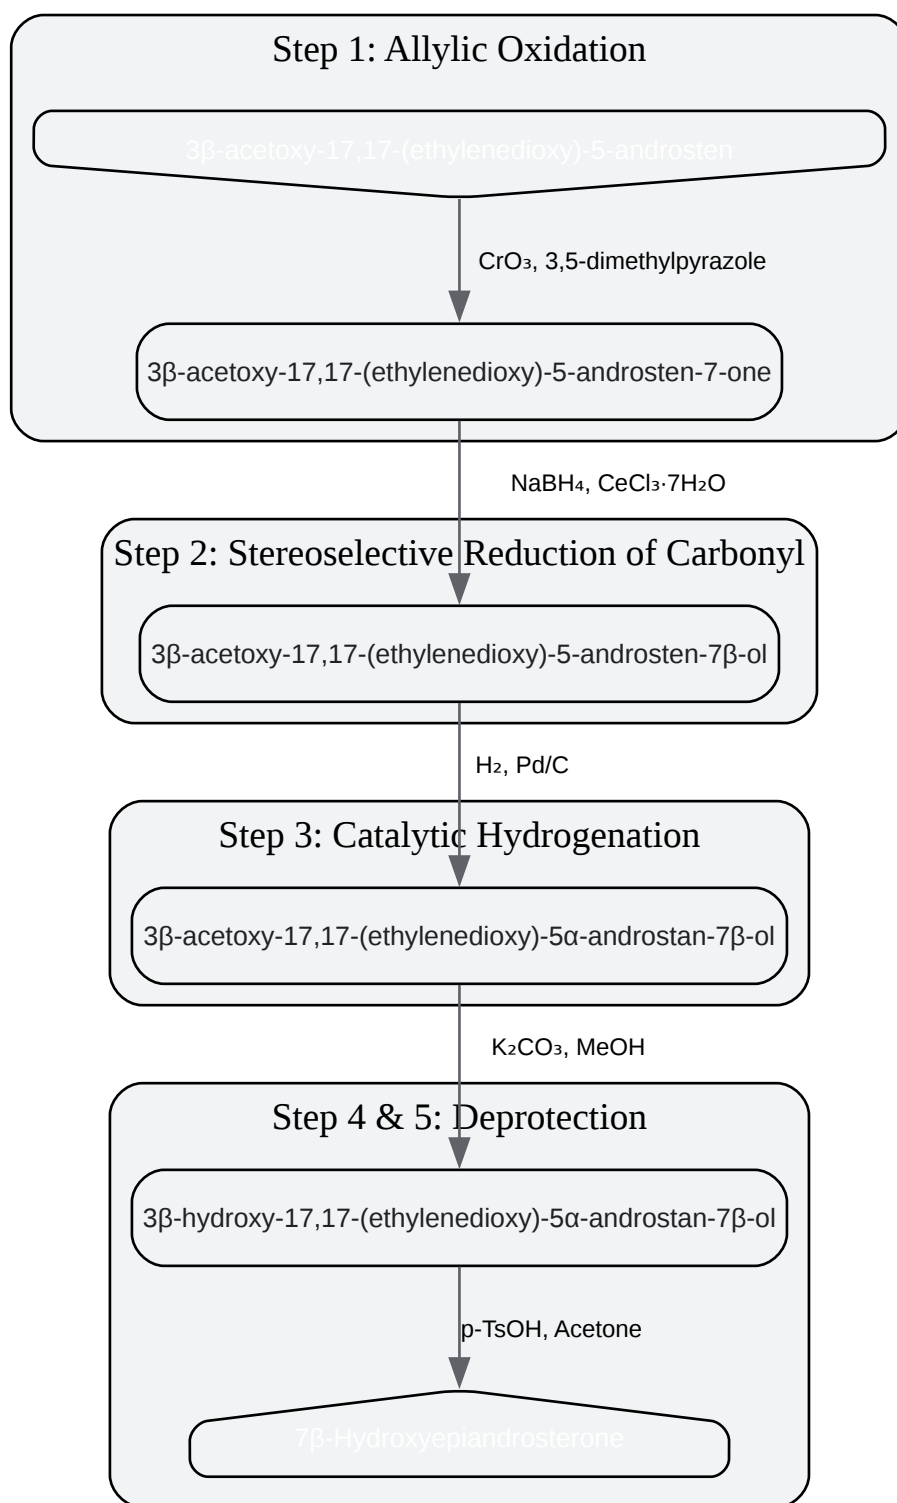 Step 1: Allylic Oxidation
3β-acetoxy-17,17-(ethylenedioxy)-5-androsten
CrO₃, 3,5-dimethylpyrazole
3β-acetoxy-17,17-(ethylenedioxy)-5-androsten-7-one
NaBH₄, CeCl₃·7H₂O
Step 2: Stereoselective Reduction of Carbonyl
3β-acetoxy-17,17-(ethylenedioxy)-5-androsten-7β-ol
H₂, Pd/C
Step 3: Catalytic Hydrogenation
3β-acetoxy-17,17-(ethylenedioxy)-5α-androstan-7β-ol
K₂CO₃, MeOH
Step 4 & 5: Deprotection
3β-hydroxy-17,17-(ethylenedioxy)-5α-androstan-7β-ol
p-TsOH, Acetone
7β-Hydroxyepiandrosterone